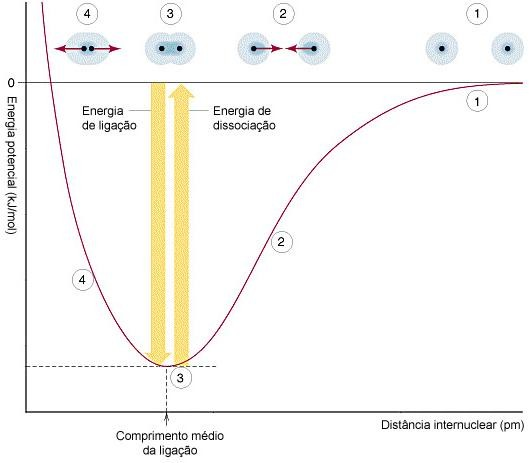 4
3
2
1
0
1
Energia
de ligação
Energia de
dissociação
Energia potencial (kJ/mol)
2
4
3
Distância internuclear (pm)
Comprimento médio
da ligação